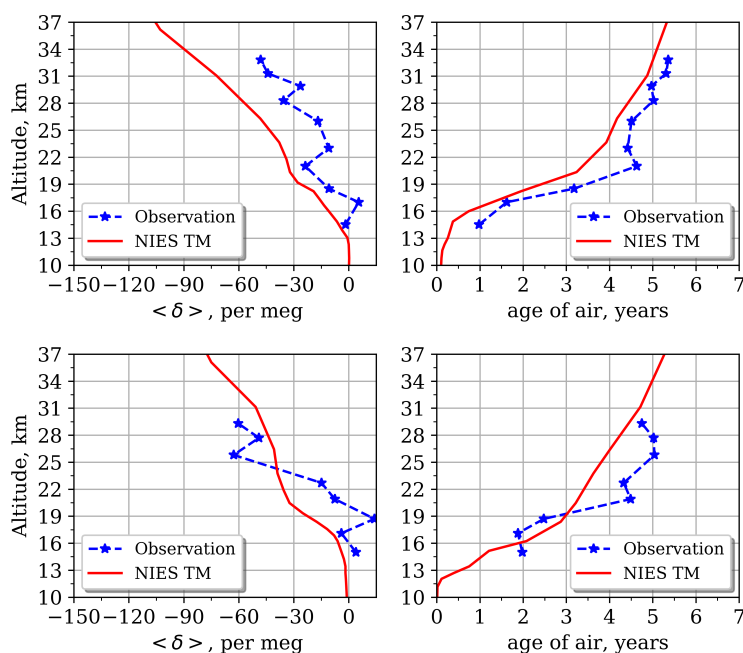 37
34
31
28
25
22
19
16
13
10
Altitude, km
Observation
NIES TM
−150 −120 −90 −60 −30 0
<δ>, per meg
37
34
31
28
25
22
19
16
13
10
Observation
NIES TM
0 1 2 3 4 5 6 7
age of air, years
37
34
31
28
25
22
19
16
13
10
Altitude, km
Observation
NIES TM
−150 −120 −90 −60 −30 0
<δ>, per meg
37
34
31
28
25
22
19
16
13
10
Observation
NIES TM
0 1 2 3 4 5 6 7
age of air, years